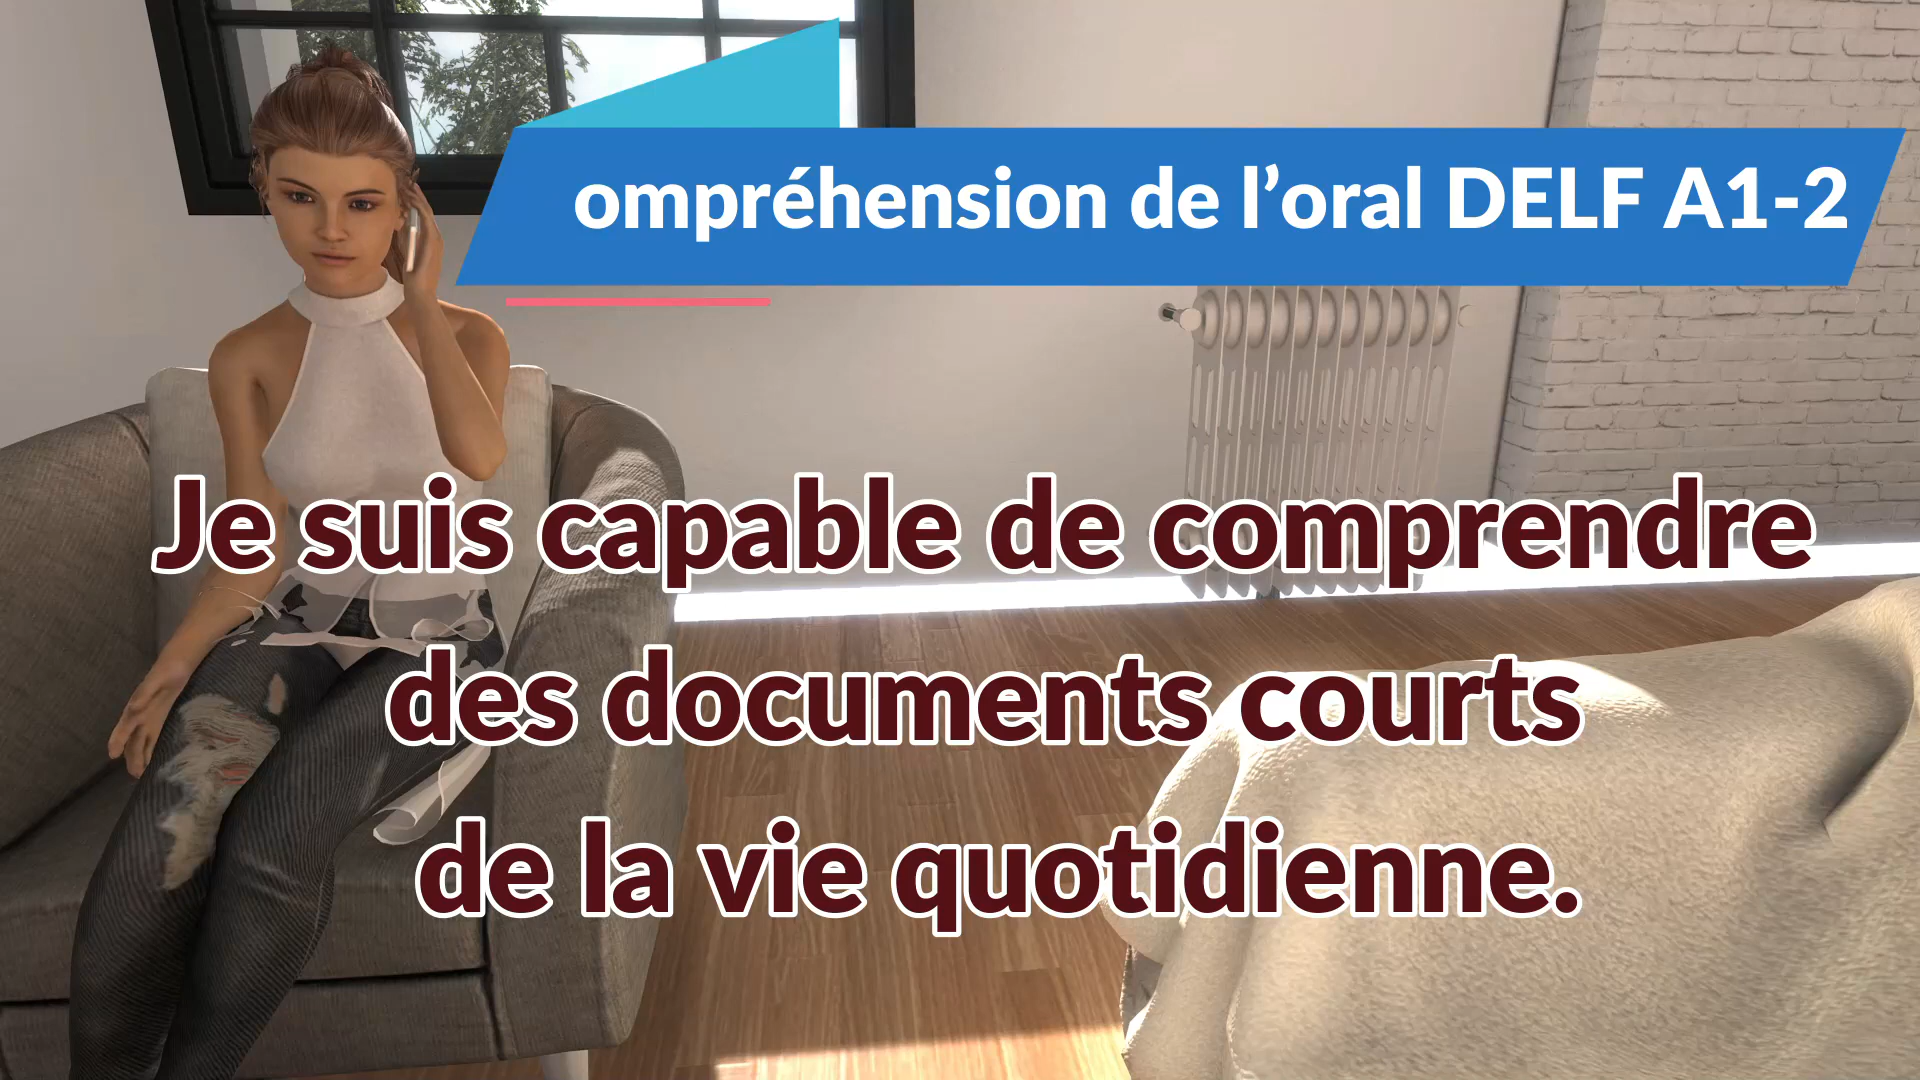 ompréhension de l’oral DELF A1-2
Je suis capable de comprendre
des documents courts
de la vie quotidienne.